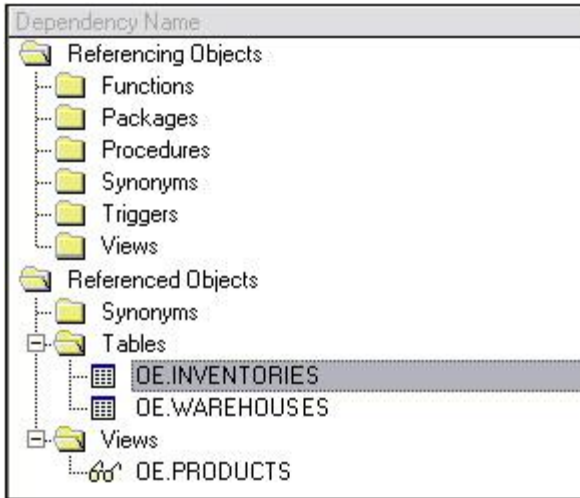 Dependency Name
Referencing Objects
Functions
Packages
Procedures
Synonyms
Triggers
Views
Referenced Objects
Synonyms
Tables
OE.INVENTORIES
OE.WAREHOUSES
Views
OE.PRODUCTS